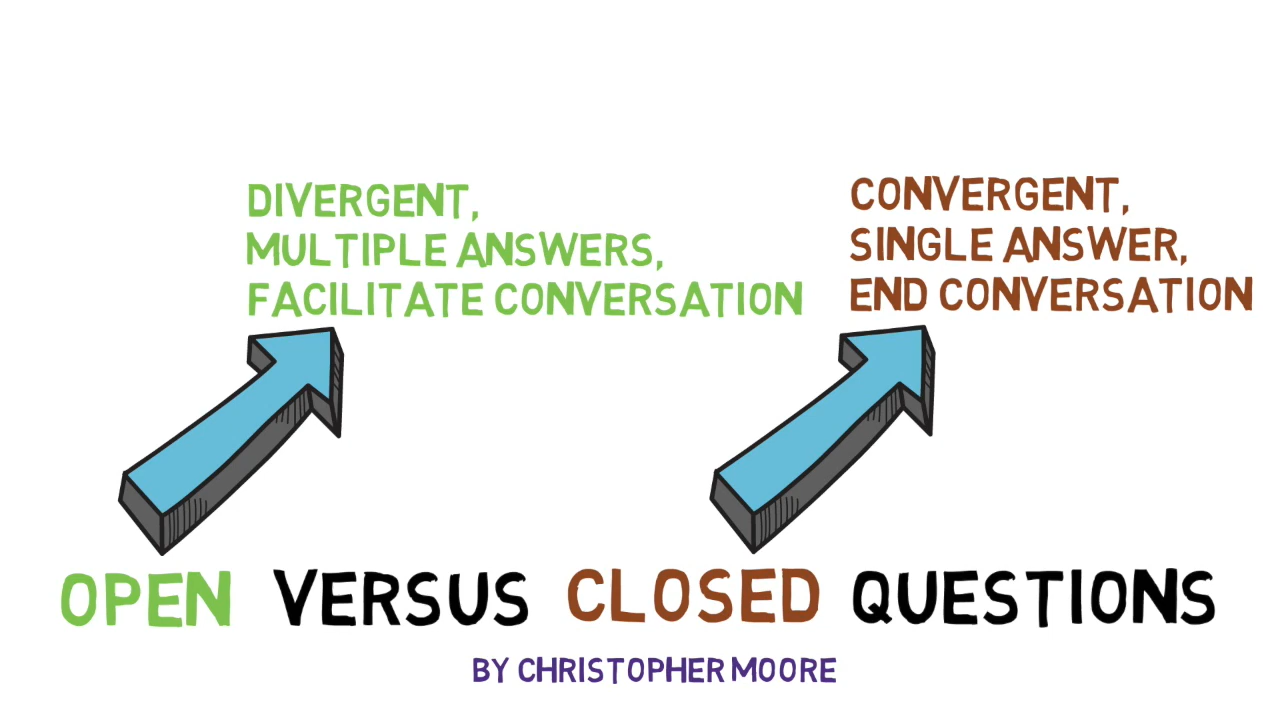 DIVERGENT,
MULTIPLE ANSWERS,
FACILITATE CONVERSATION
CONVERGENT,
SINGLE ANSWER,
END CONVERSATION
OPEN VERSUS CLOSED QUESTIONS
BY CHRISTOPHER MOORE